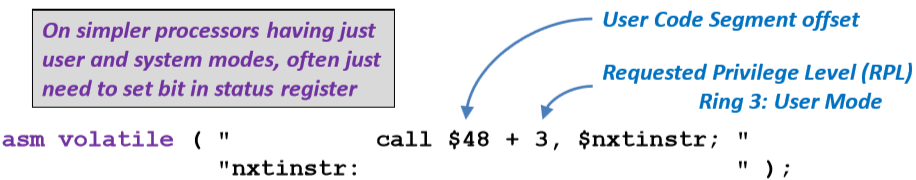 On simpler processors having just
user and system modes, often just
need to set bit in status register
User Code Segment offset
Requested Privilege Level (RPL)
Ring 3: User Mode
asm volatile ( "       call $48 + 3, $nxtinstr; "
"nxtinstr:                        " );